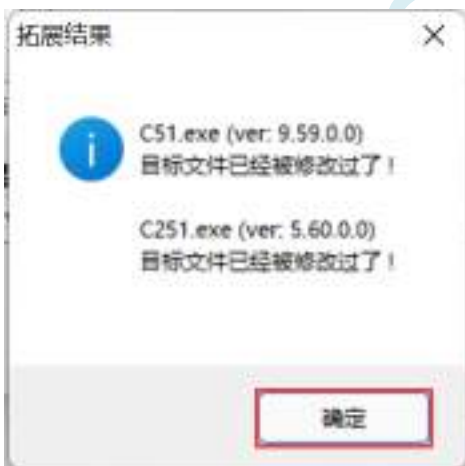 拓展结果
C51.exe (ver: 9.59.0.0)
目标文件已经被修改过了！
C251.exe (ver: 5.60.0.0)
目标文件已经被修改过了！
确定